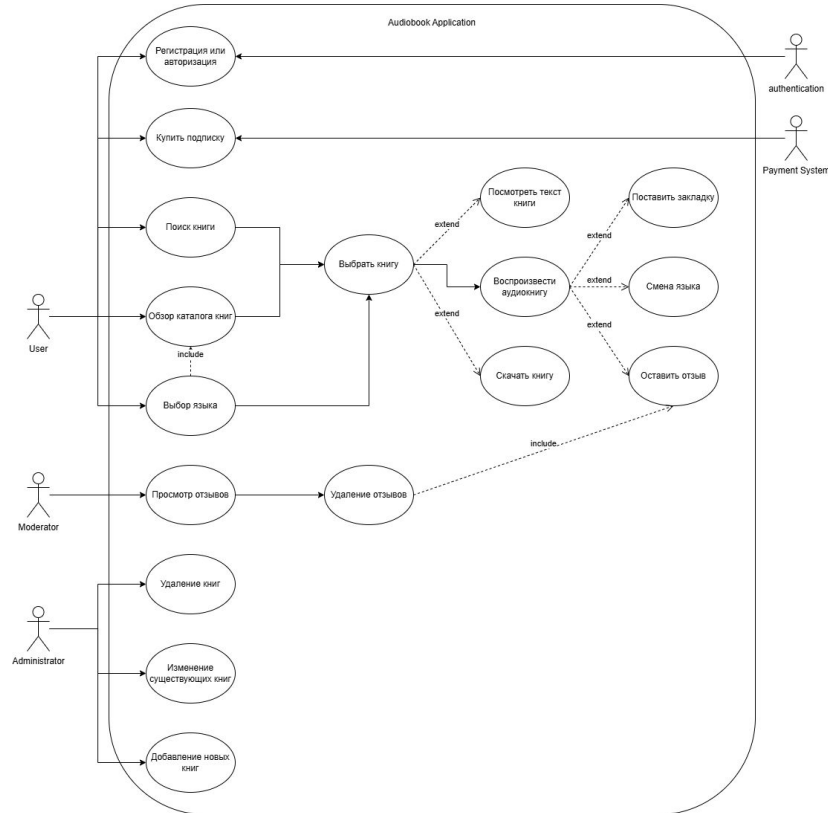 Audiobook Application
Регистрация или
авторизация
authentication
Купить подписку
Payment System
Посмотреть текст
книги
Поставить закладку
extend
extend
Поиск книги
Выбрать книгу
Воспроизвести
аудиокнигу
extend
Смена языка
User
Обзор каталога книг
extend
extend
include
Скачать книгу
Оставить отзыв
Выбор языка
include
Moderator
Просмотр отзывов
Удаление отзывов
Удаление книг
Administrator
Изменение
существующих книг
Добавление новых
книг